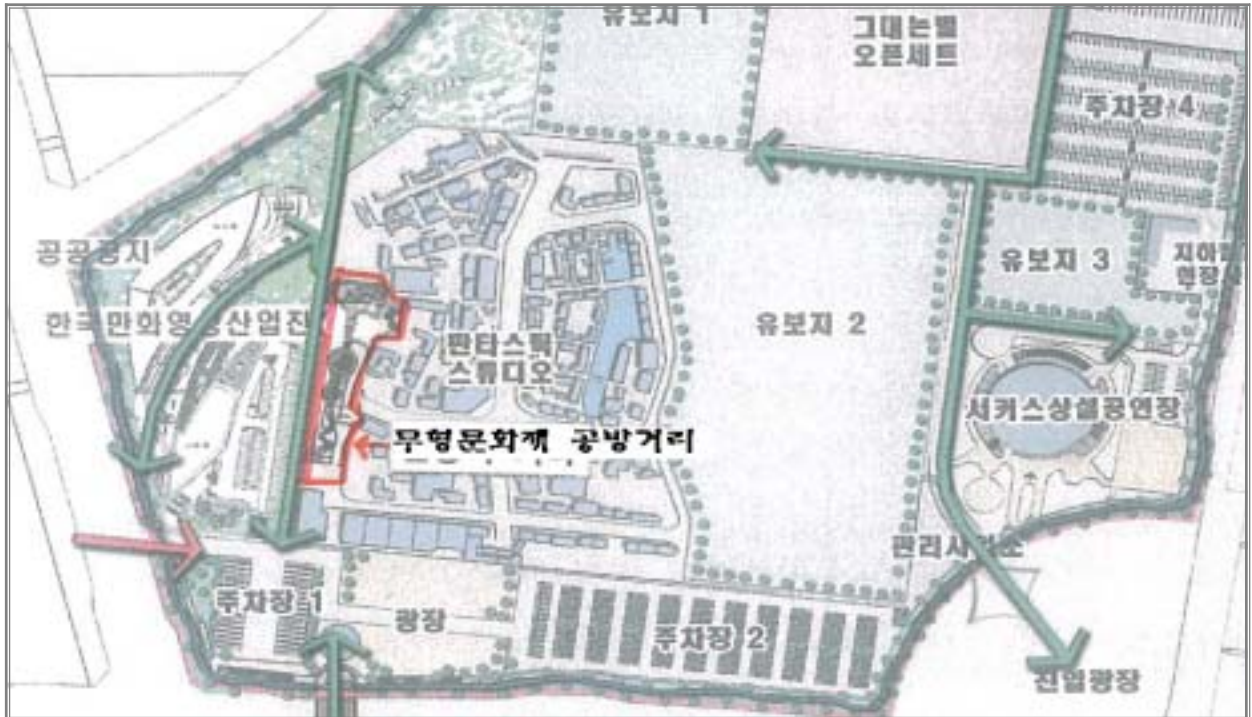 유보지 1
그대는별
오픈세트
주차장 4
공공공지
유보지 3
지하
한국만화영상산업진
유보지 2
판타스틱
스튜디오
서커스상설공연장
무형문화재 공방거리
관리사무소
주차장 1
광장
주차장 2
진입광장